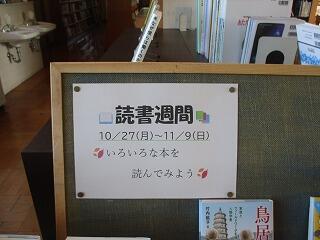 読書週間
10／27(月)～11／9(日)
いろいろな本を
読んでみよう
鳥居